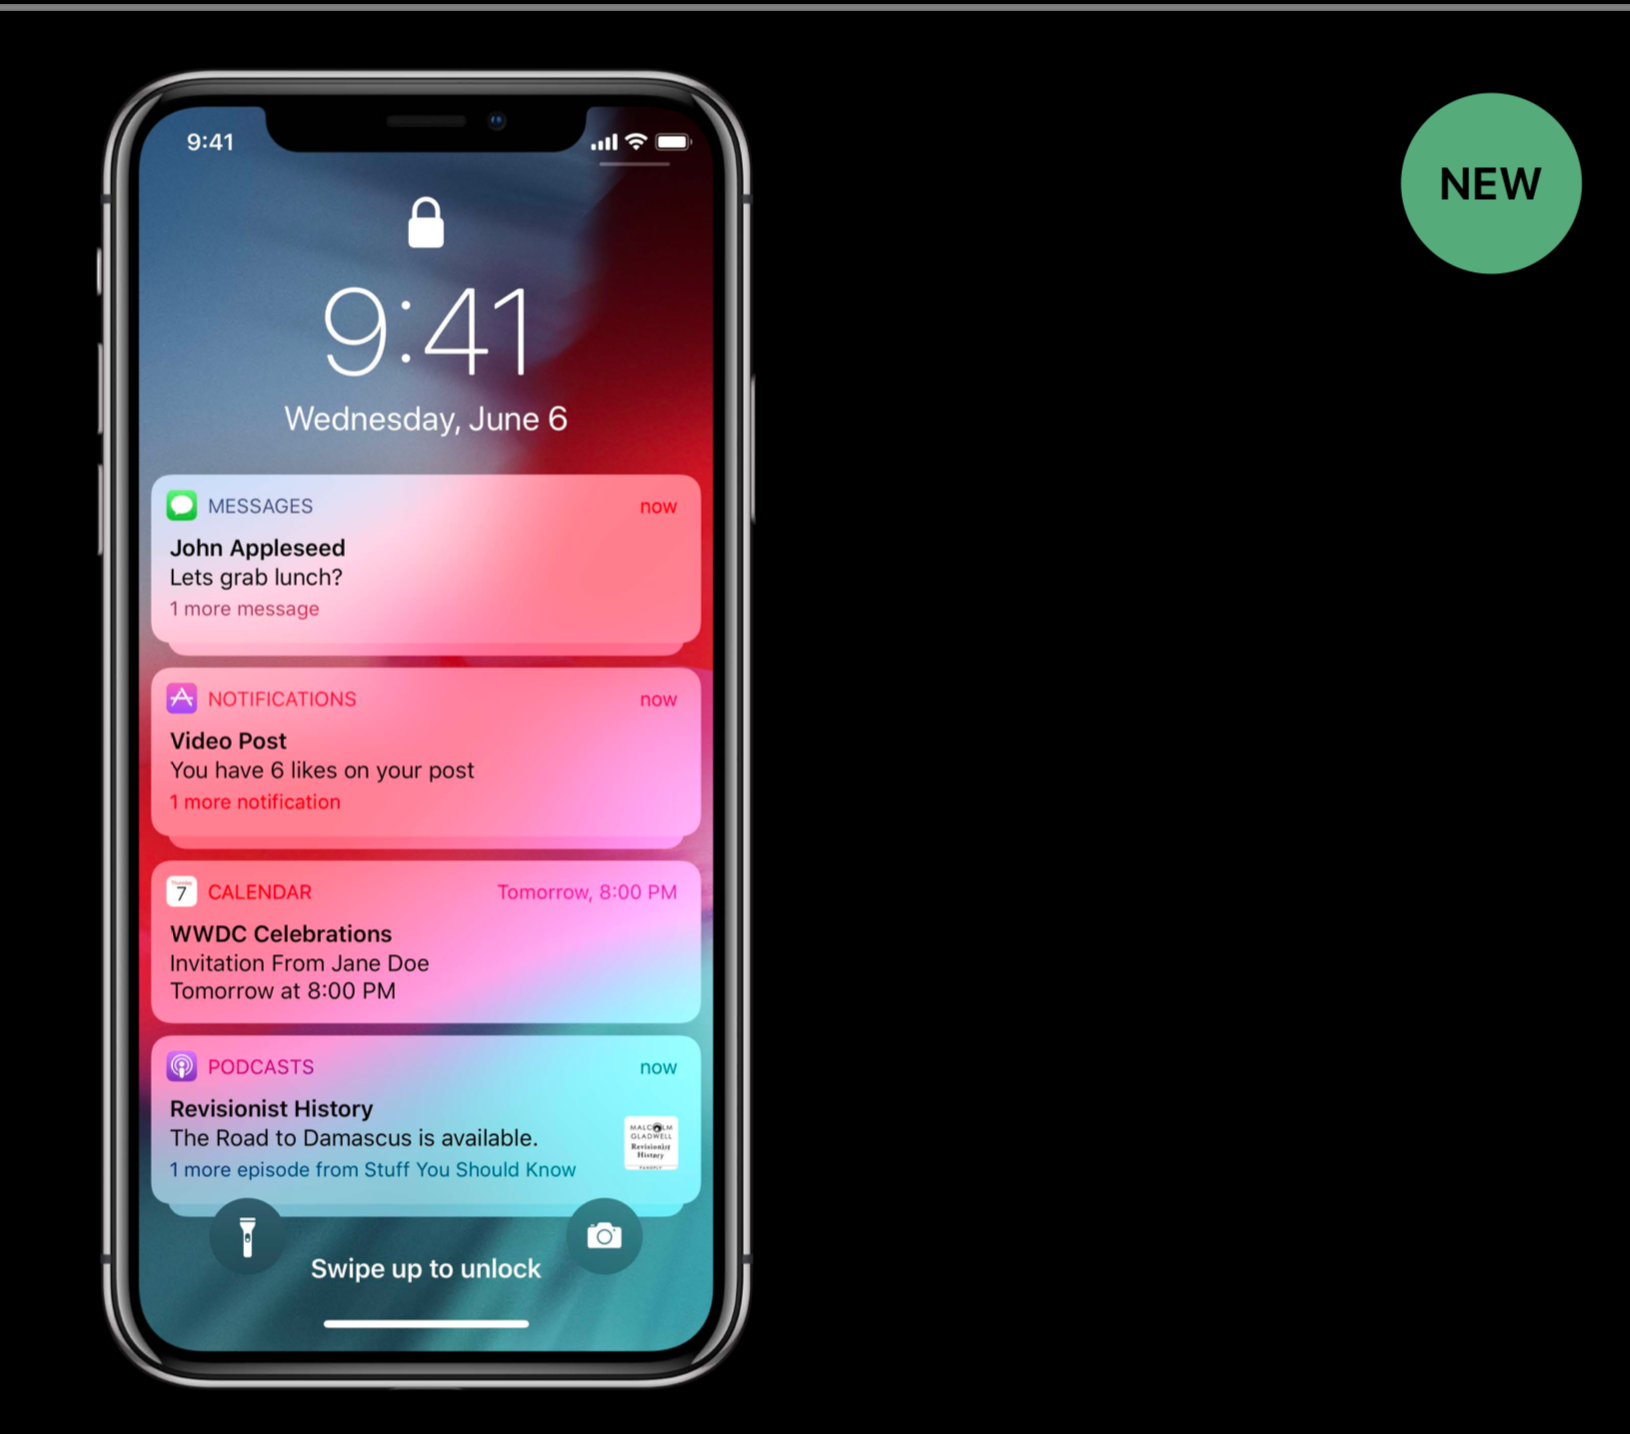 NEW
9:41
9:41
Wednesday, June 6
MESSAGES now
John Appleseed
Lets grab lunch?
1 more message
NOTIFICATIONS now
Video Post
You have 6 likes on your post
1 more notification
Thursday
7
CALENDAR Tomorrow, 8:00 PM
WWDC Celebrations
Invitation From Jane Doe
Tomorrow at 8:00 PM
PODCASTS now
Revisionist History
The Road to Damascus is available.
1 more episode from Stuff You Should Know
MALCOLM
GLADWELL
Revisionist
History
Swipe up to unlock